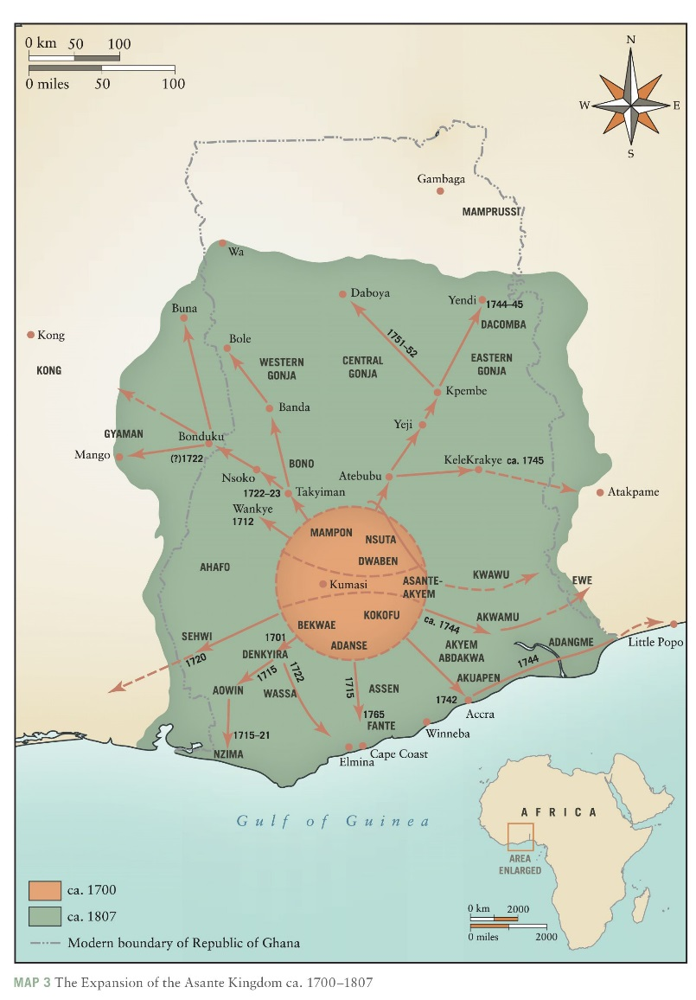 0 km 50 100
0 miles 50 100
N
W E
S
Gambaga
MAMPRUSSI
Wa
Daboya
Yendi
1744–45
DACOMBA
Buna
Kong
KONG
Bole
1751–52
WESTERN
GONJA
CENTRAL
GONJA
EASTERN
GONJA
Kpembe
Banda
Yeji
GYAMAN
Bonduku
Mango
(?)1722
BONO
KeleKrakye ca. 1745
Nsoko
Atebubu
1722–23
Takyiman
Atakpame
Wankye
1712
MAMPON
NSUTA
DWABEN
AHAFO
KWAWU
EWE
Kumasi
ASANTE-
AKYEM
KOKOFU
AKWAMU
BEKWAE
ca. 1744
SEHWI
1701
ADANSE
AKYEM
ABDAKWA
ADANGME
Little Popo
DENKYIRA
1720
1744
1715
1722
1715
AKUAPEN
AOWIN
WASSA
ASSEN
1742
Accra
1765
FANTE
Winneba
1715–21
NZIMA
Elmina
Cape Coast
Gulf of Guinea
AFRICA
AREA
ENLARGED
0 km 2000
0 miles 2000
ca. 1700
ca. 1807
Modern boundary of Republic of Ghana
MAP 3 The Expansion of the Asante Kingdom ca. 1700–1807